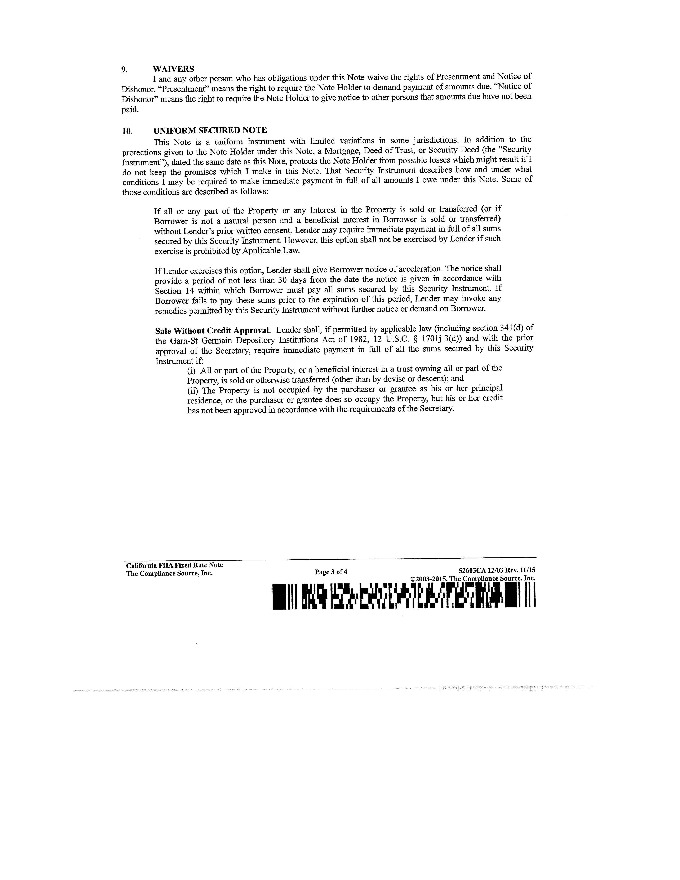 9. WAIVERS
I and any other person who has obligations under this Note waive the rights of Presentment and Notice of
Dishonor. "Presentment" means the right to require the Note Holder to demand payment of amounts due. "Notice of
Dishonor" means the right to require the Note Holder to give notice to other persons that amounts due have not been
paid.
10. UNIFORM SECURED NOTE
This Note is a uniform instrument with limited variations in some jurisdictions. In addition to the
protections given to the Note Holder under this Note, a Mortgage, Deed of Trust, or Security Deed (the "Security
Instrument"), dated the same date as this Note, protects the Note Holder from possible losses which might result if I
do not keep the promises which I make in this Note. That Security Instrument describes how and under what
conditions I may be required to make immediate payment in full of all amounts I owe under this Note. Some of
those conditions are described as follows:
If all or any part of the Property or any Interest in the Property is sold or transferred (or if
Borrower is not a natural person and a beneficial interest in Borrower is sold or transferred)
without Lender's prior written consent, Lender may require immediate payment in full of all sums
secured by this Security Instrument. However, this option shall not be exercised by Lender if such
exercise is prohibited by Applicable Law.
If Lender exercises this option, Lender shall give Borrower notice of acceleration. The notice shall
provide a period of not less than 30 days from the date the notice is given in accordance with
Section 14 within which Borrower must pay all sums secured by this Security Instrument. If
Borrower fails to pay these sums prior to the expiration of this period, Lender may invoke any
remedies permitted by this Security Instrument without further notice or demand on Borrower.
Sale Without Credit Approval. Lender shall, if permitted by applicable law (including section 341(d) of
the Garn-St Germain Depository Institutions Act of 1982, 12 U.S.C. § 1701j-3(d)) and with the prior
approval of the Secretary, require immediate payment in full of all the sums secured by this Security
Instrument if:
(i) All or part of the Property, or a beneficial interest in a trust owning all or part of the
Property, is sold or otherwise transferred (other than by devise or descent); and
(ii) The Property is not occupied by the purchaser or grantee as his or her principal
residence, or the purchaser or grantee does so occupy the Property, but his or her credit
has not been approved in accordance with the requirements of the Secretary.
California FHA Fixed Rate Note
The Compliance Source, Inc.
Page 3 of 4
52615CA 12/03 Rev. 11/15
©2003-2015, The Compliance Source, Inc.